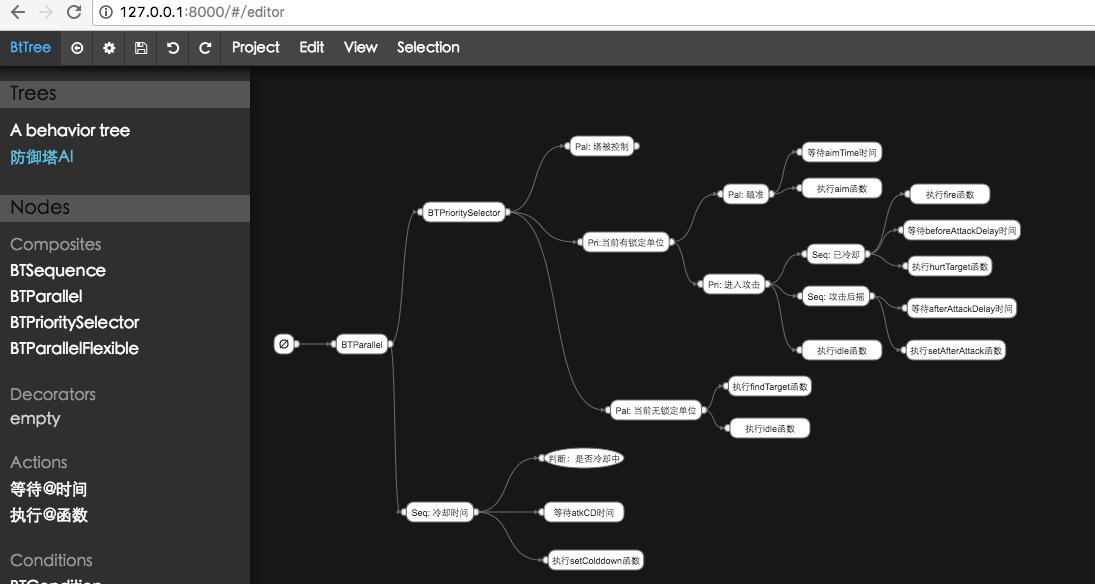 127.0.0.1:8000/#/editor
BtTree Project Edit View Selection
Trees
A behavior tree
防御塔AI
Nodes
Composites
BTSequence
BTParallel
BTPrioritySelector
BTParallelFlexible
Decorators
empty
Actions
等待@时间
执行@函数
Conditions
BTCondition
Ø
BTParallel
BTPrioritySelector
Pal: 塔被控制
Pri:当前有锁定单位
Pal: 瞄准
等待aimTime时间
执行aim函数
Pri: 进入攻击
Seq: 已冷却
执行fire函数
等待beforeAttackDelay时间
执行hurtTarget函数
Seq: 攻击后摇
等待afterAttackDelay时间
执行setAfterAttack函数
执行idle函数
Pal: 当前无锁定单位
执行findTarget函数
执行idle函数
Seq: 冷却时间
判断：是否冷却中
等待atkCD时间
执行setColddown函数